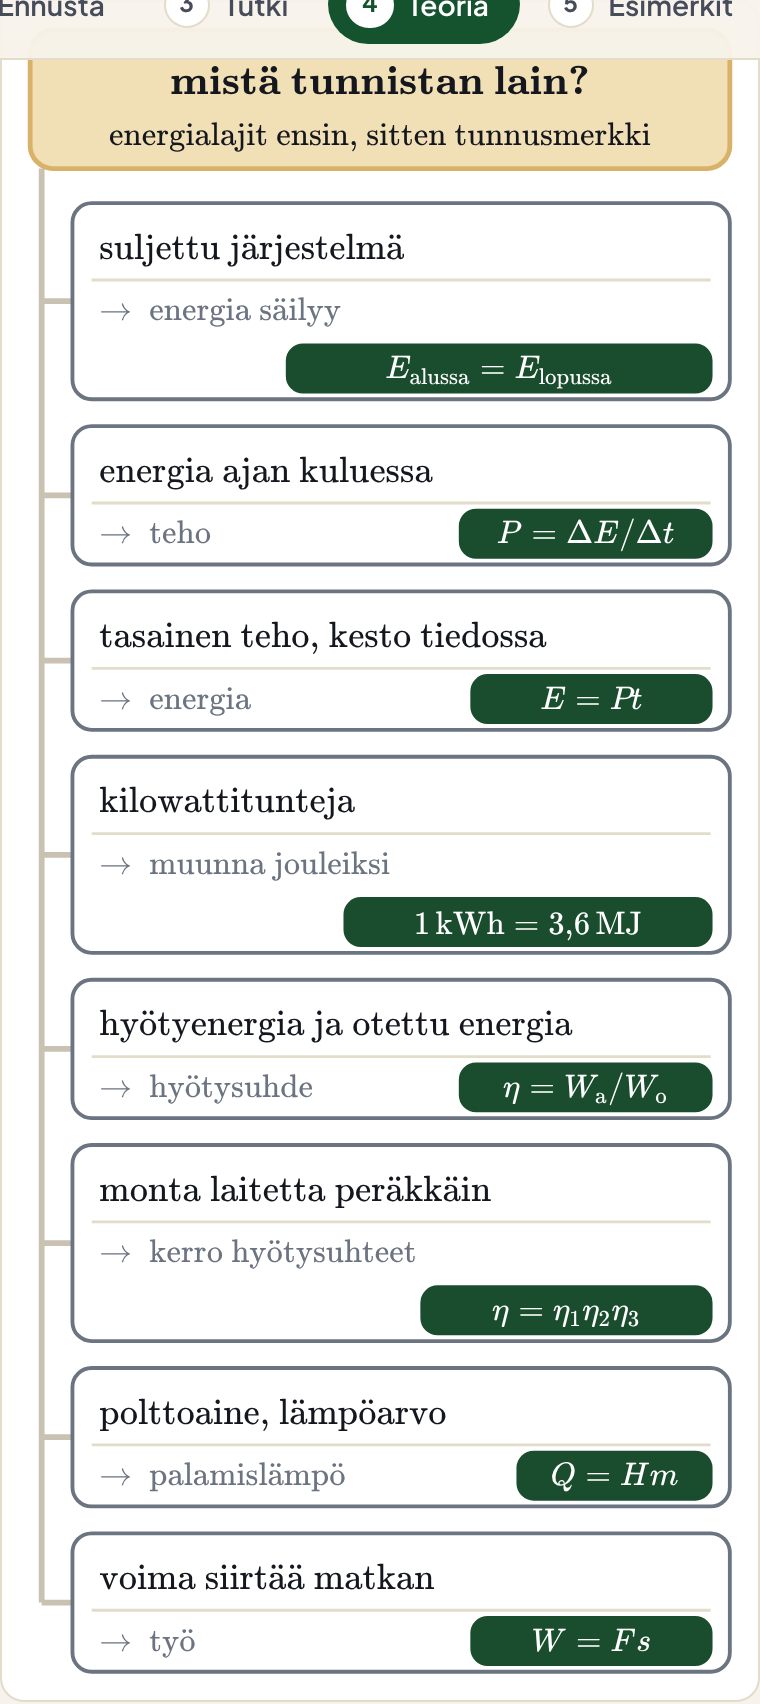 Ennusta 3 Tutki 4 Teoria 5 Esimerkit
mistä tunnistan lain?
energialajit ensin, sitten tunnusmerkki
suljettu järjestelmä
→ energia säilyy
E_alussa = E_lopussa
energia ajan kuluessa
→ teho P = ΔE/Δt
tasainen teho, kesto tiedossa
→ energia E = Pt
kilowattitunteja
→ muunna jouleiksi
1 kWh = 3,6 MJ
hyötyenergia ja otettu energia
→ hyötysuhde η = W_a/W_o
monta laitetta peräkkäin
→ kerro hyötysuhteet
η = η₁η₂η₃
polttoaine, lämpöarvo
→ palamislämpö Q = Hm
voima siirtää matkan
→ työ W = Fs